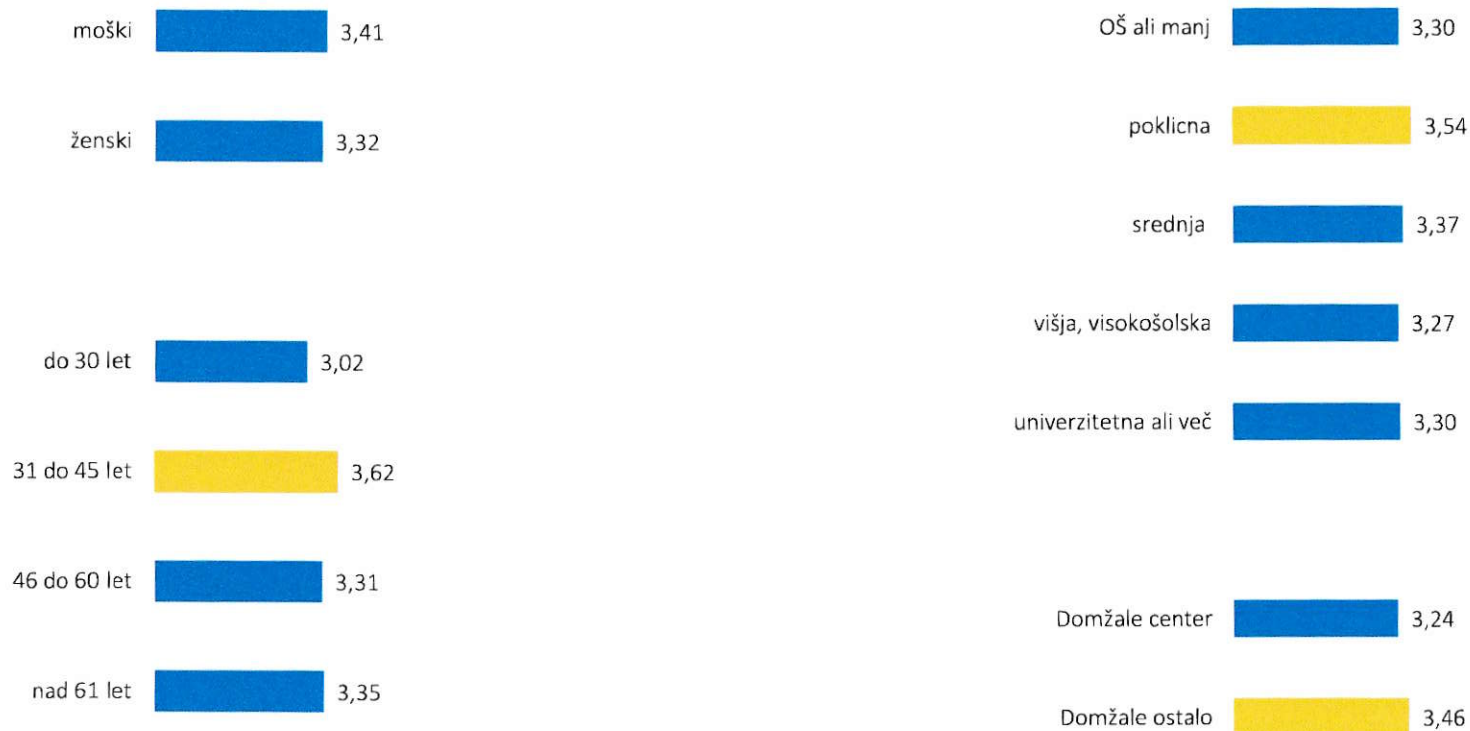 moški 3,41
ženski 3,32
do 30 let 3,02
31 do 45 let 3,62
46 do 60 let 3,31
nad 61 let 3,35
OŠ ali manj 3,30
poklicna 3,54
srednja 3,37
višja, visokošolska 3,27
univerzitetna ali več 3,30
Domžale center 3,24
Domžale ostalo 3,46